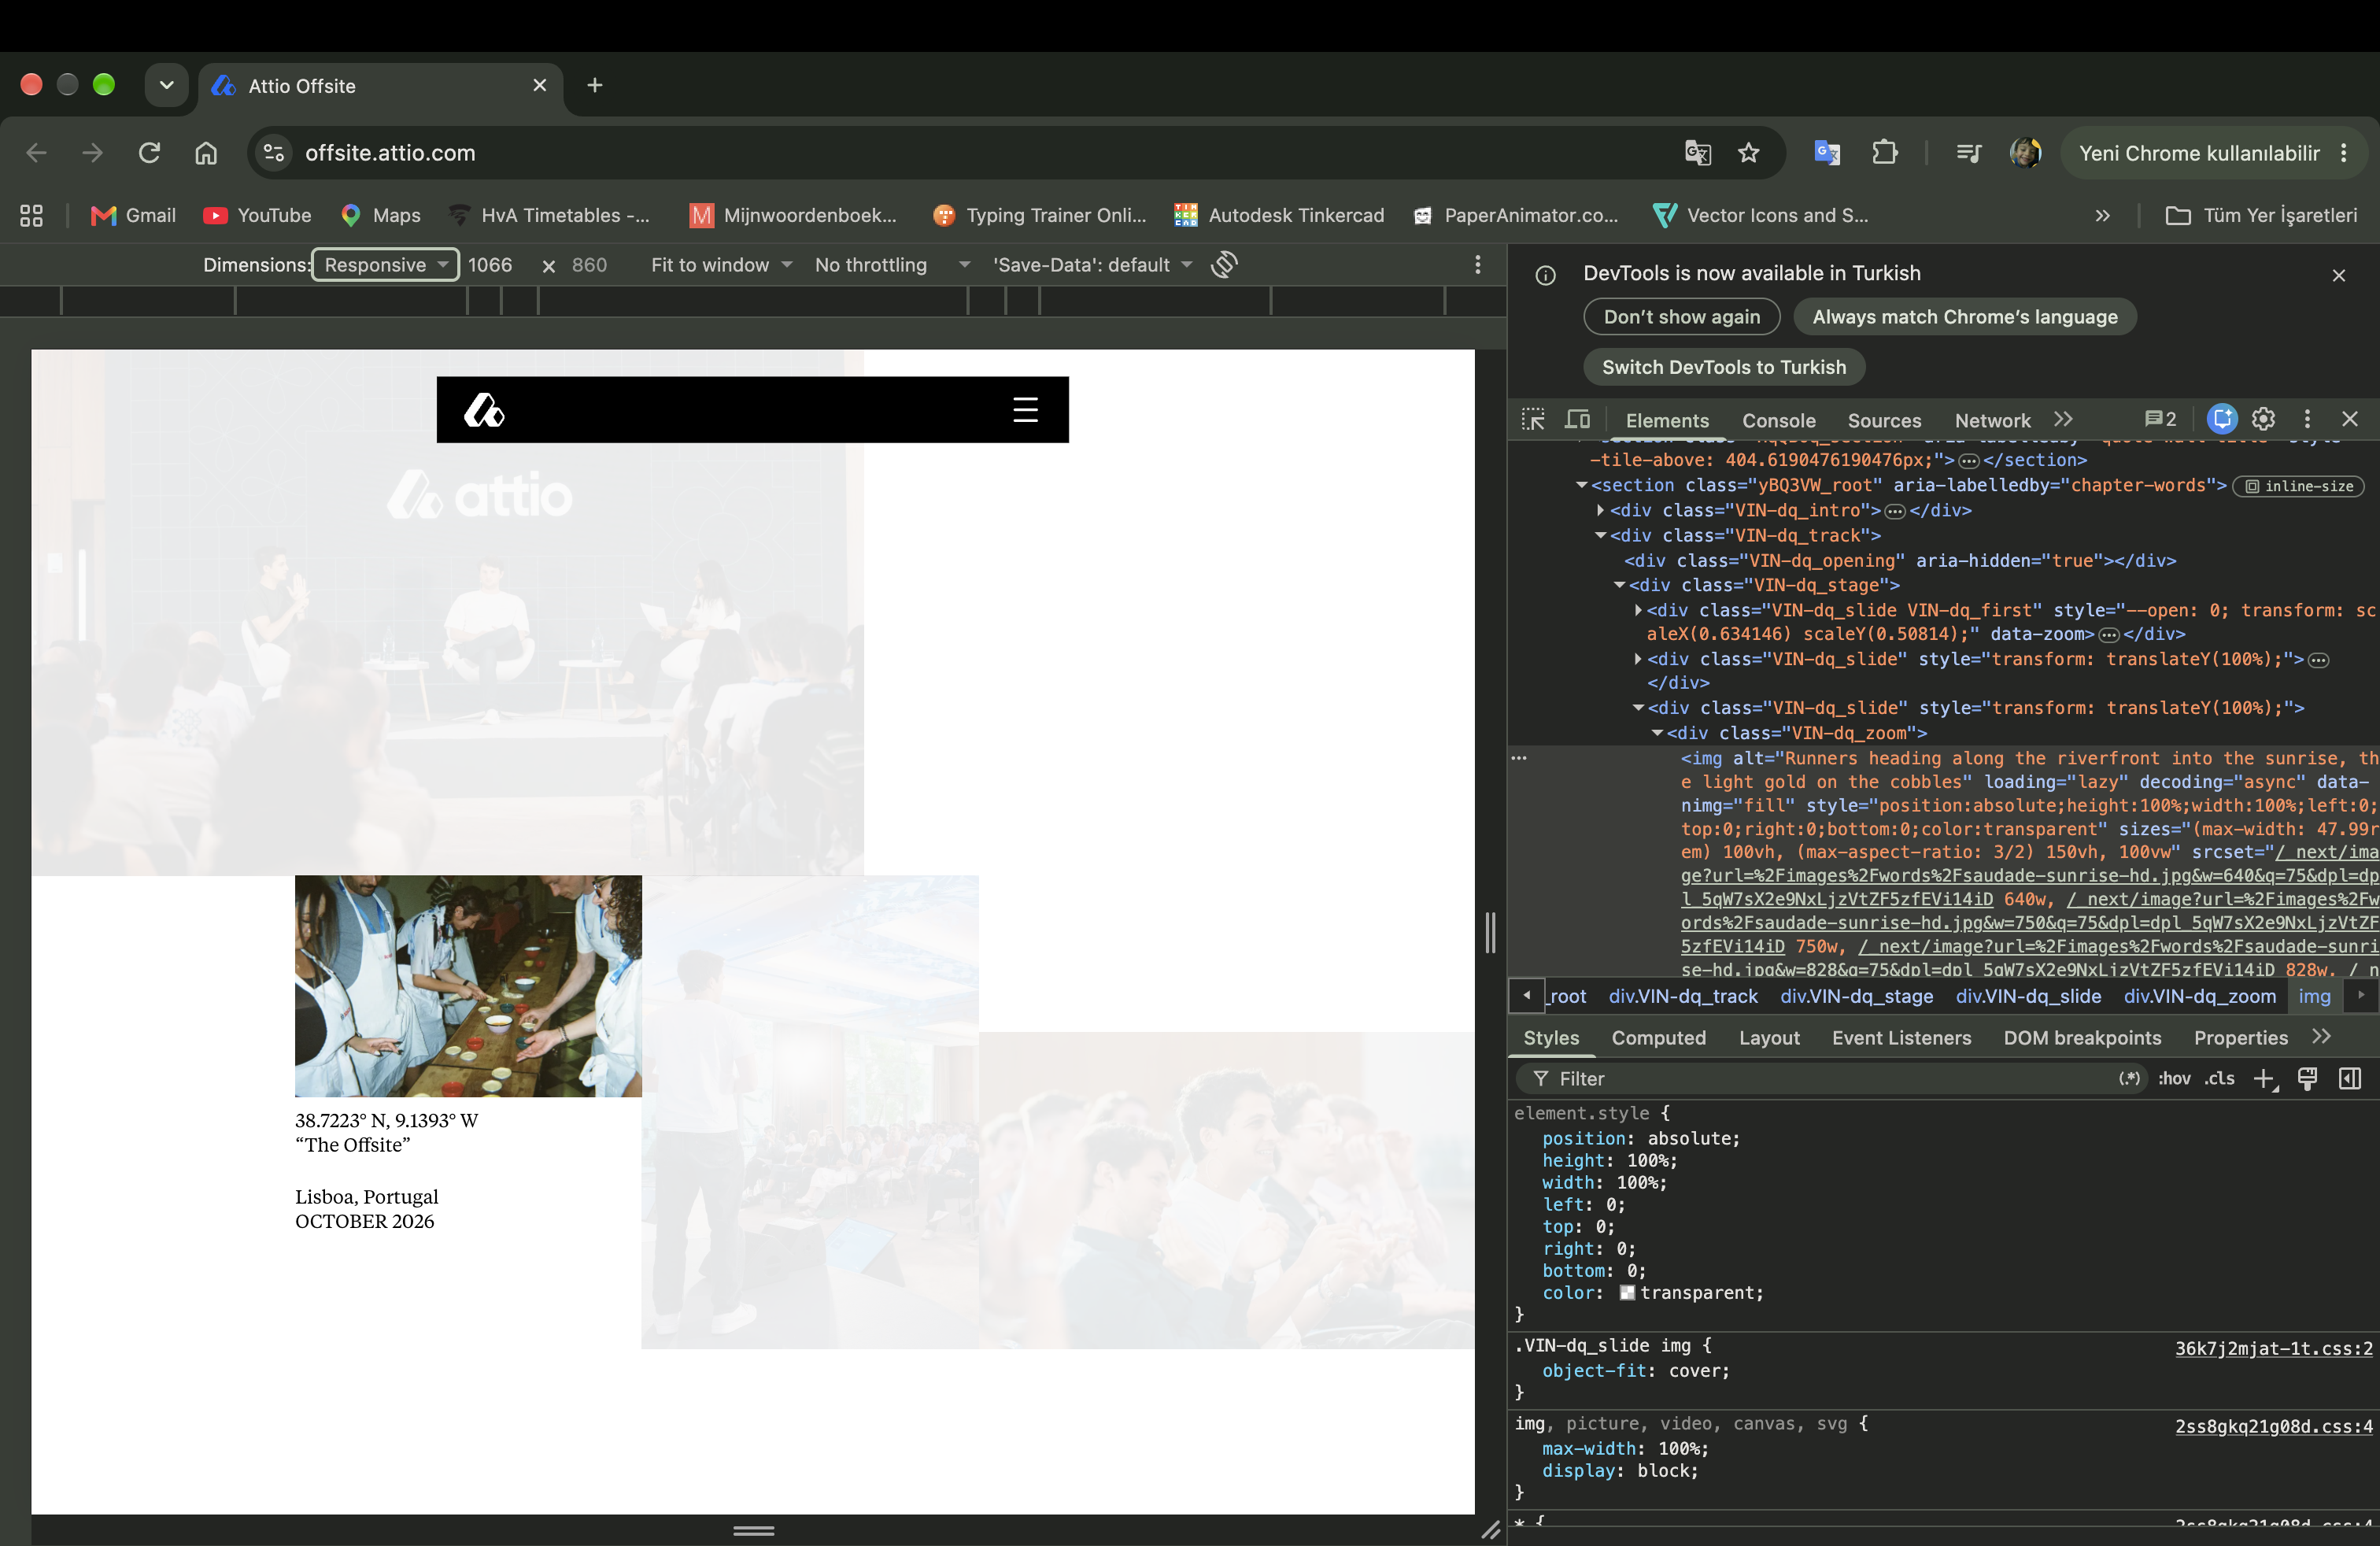 Attio Offsite
offsite.attio.com
Yeni Chrome kullanılabilir
Gmail
YouTube
Maps
HvA Timetables -...
Mijnwoordenboek...
Typing Trainer Onli...
Autodesk Tinkercad
PaperAnimator.co...
Vector Icons and S...
Tüm Yer İşaretleri
Dimensions: Responsive 1066 × 860 Fit to window No throttling 'Save-Data': default
attio
38.7223° N, 9.1393° W
“The Offsite”
Lisboa, Portugal
OCTOBER 2026
DevTools is now available in Turkish
Don’t show again
Always match Chrome’s language
Switch DevTools to Turkish
Elements Console Sources Network 2
-tile-above: 404.6190476190476px;">…</section>
<section class="yBQ3VW_root" aria-labelledby="chapter-words"> inline-size
<div class="VIN-dq_intro">…</div>
<div class="VIN-dq_track">
<div class="VIN-dq_opening" aria-hidden="true"></div>
<div class="VIN-dq_stage">
<div class="VIN-dq_slide VIN-dq_first" style="--open: 0; transform: sc
aleX(0.634146) scaleY(0.50814);" data-zoom>…</div>
<div class="VIN-dq_slide" style="transform: translateY(100%);">…
</div>
<div class="VIN-dq_slide" style="transform: translateY(100%);">
<div class="VIN-dq_zoom">
<img alt="Runners heading along the riverfront into the sunrise, th
e light gold on the cobbles" loading="lazy" decoding="async" data-
nimg="fill" style="position:absolute;height:100%;width:100%;left:0;
top:0;right:0;bottom:0;color:transparent" sizes="(max-width: 47.99r
em) 100vh, (max-aspect-ratio: 3/2) 150vh, 100vw" srcset="/_next/ima
ge?url=%2Fimages%2Fwords%2Fsaudade-sunrise-hd.jpg&w=640&q=75&dpl=dp
l_5qW7sX2e9NxLjzVtZF5zfEVi14iD 640w, /_next/image?url=%2Fimages%2Fw
ords%2Fsaudade-sunrise-hd.jpg&w=750&q=75&dpl=dpl_5qW7sX2e9NxLjzVtZF
5zfEVi14iD 750w, /_next/image?url=%2Fimages%2Fwords%2Fsaudade-sunri
se-hd.jpg&w=828&q=75&dpl=dpl_5qW7sX2e9NxLjzVtZF5zfEVi14iD 828w, /_n
_root div.VIN-dq_track div.VIN-dq_stage div.VIN-dq_slide div.VIN-dq_zoom img
Styles Computed Layout Event Listeners DOM breakpoints Properties
Filter (.*) :hov .cls
element.style {
position: absolute;
height: 100%;
width: 100%;
left: 0;
top: 0;
right: 0;
bottom: 0;
color: transparent;
}
.VIN-dq_slide img { 36k7j2mjat-1t.css:2
object-fit: cover;
}
img, picture, video, canvas, svg { 2ss8gkq21g08d.css:4
max-width: 100%;
display: block;
}
* { 2ss8gkq21g08d.css:4